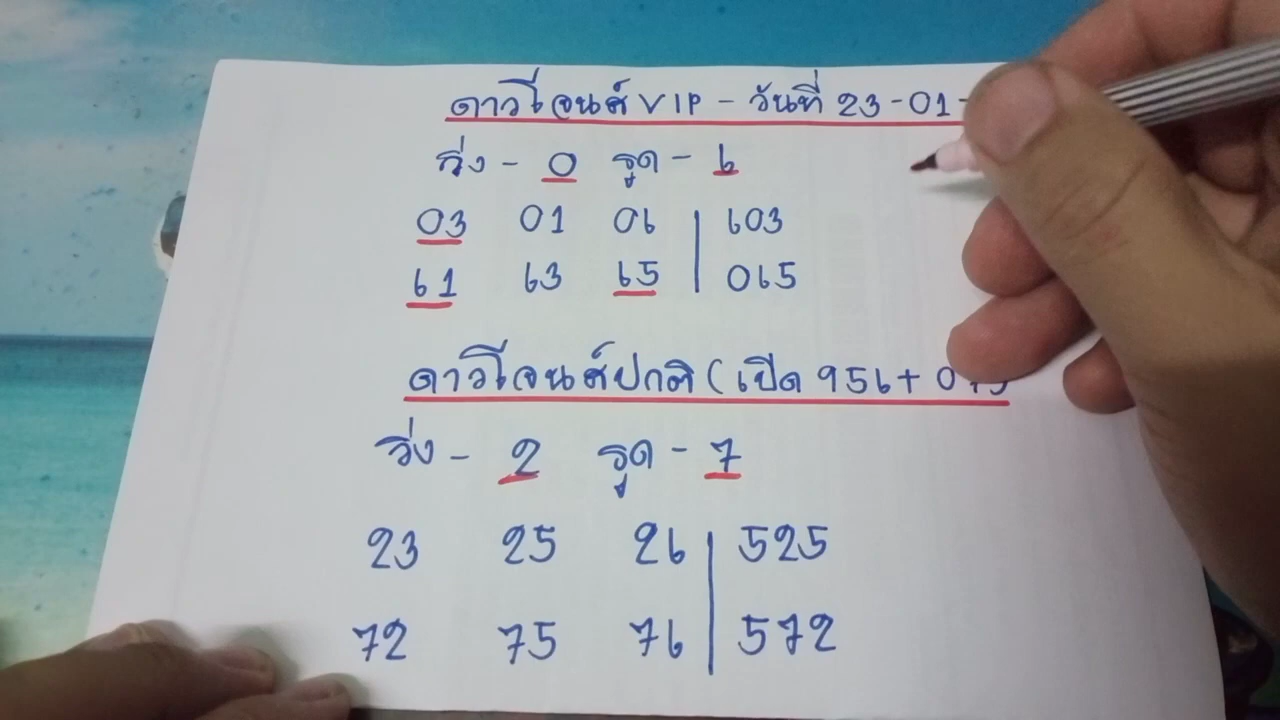 ดาวโจนส์ VIP - วันที่ 23-01-
วิ่ง - 0 รูด - 6
03 01 06 | 603
61 63 65 | 065
ดาวโจนส์ปกติ (เปิด 956+
วิ่ง - 2 รูด - 7
23 25 26 | 525
72 75 76 | 572